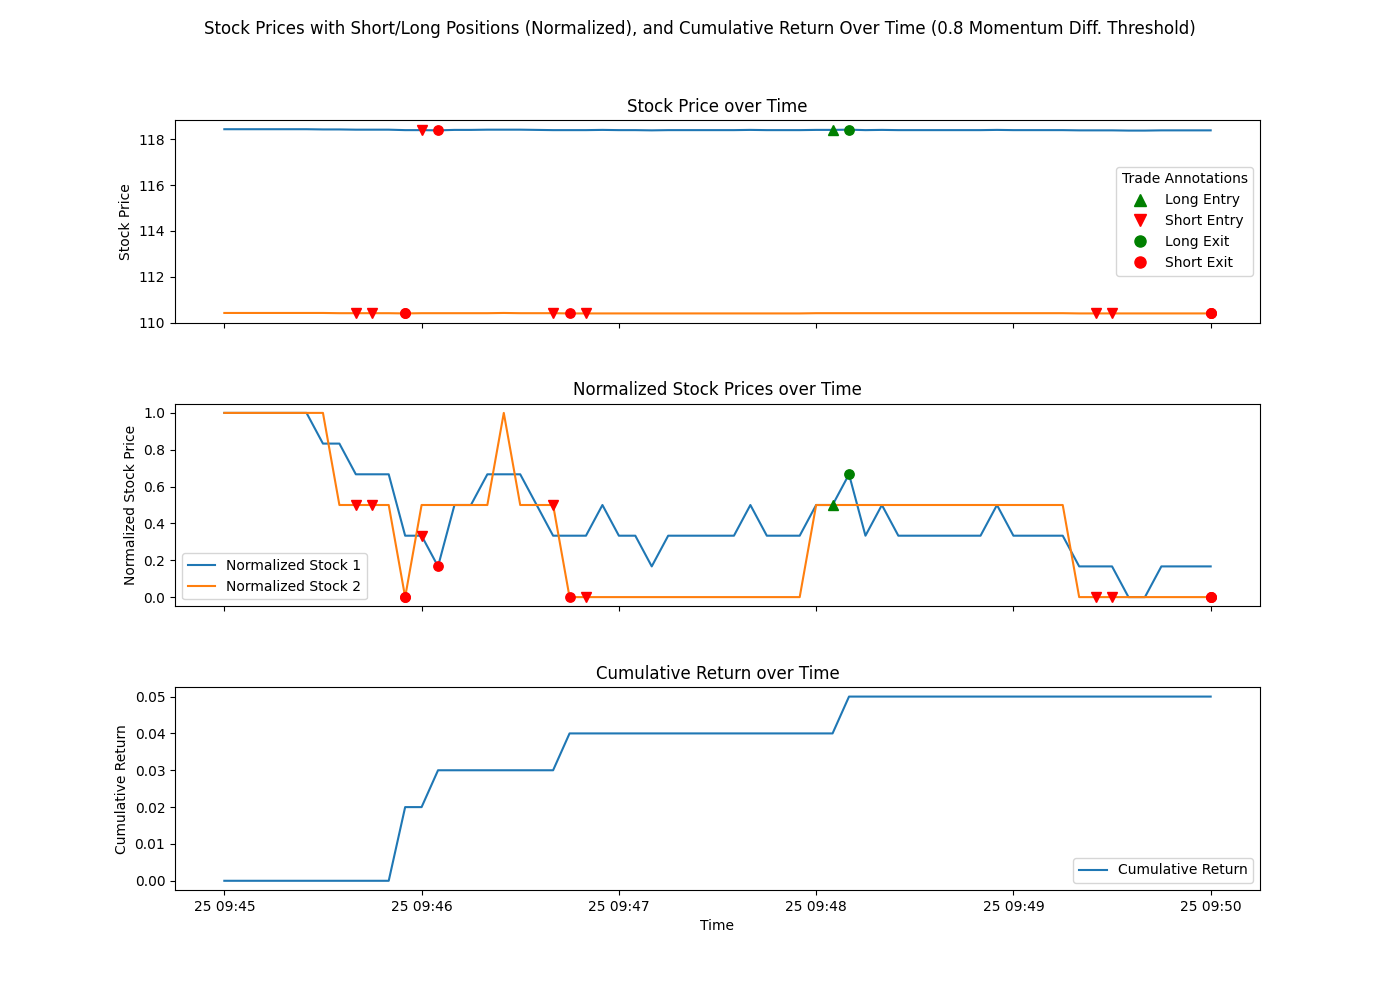 Stock Prices with Short/Long Positions (Normalized), and Cumulative Return Over Time (0.8 Momentum Diff. Threshold)
Stock Price over Time
118
116
114
112
110
Stock Price
Trade Annotations
Long Entry
Short Entry
Long Exit
Short Exit
Normalized Stock Prices over Time
1.0
0.8
0.6
0.4
0.2
0.0
Normalized Stock Price
Normalized Stock 1
Normalized Stock 2
Cumulative Return over Time
0.05
0.04
0.03
0.02
0.01
0.00
Cumulative Return
Cumulative Return
25 09:45 25 09:46 25 09:47 25 09:48 25 09:49 25 09:50
Time